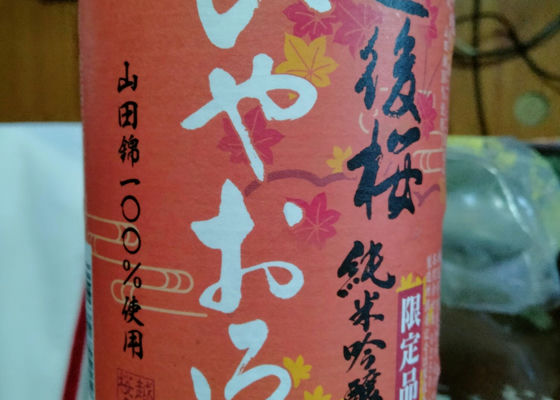 越後桜
純米吟醸
限定品
ひやおろし
山田錦一〇〇%使用